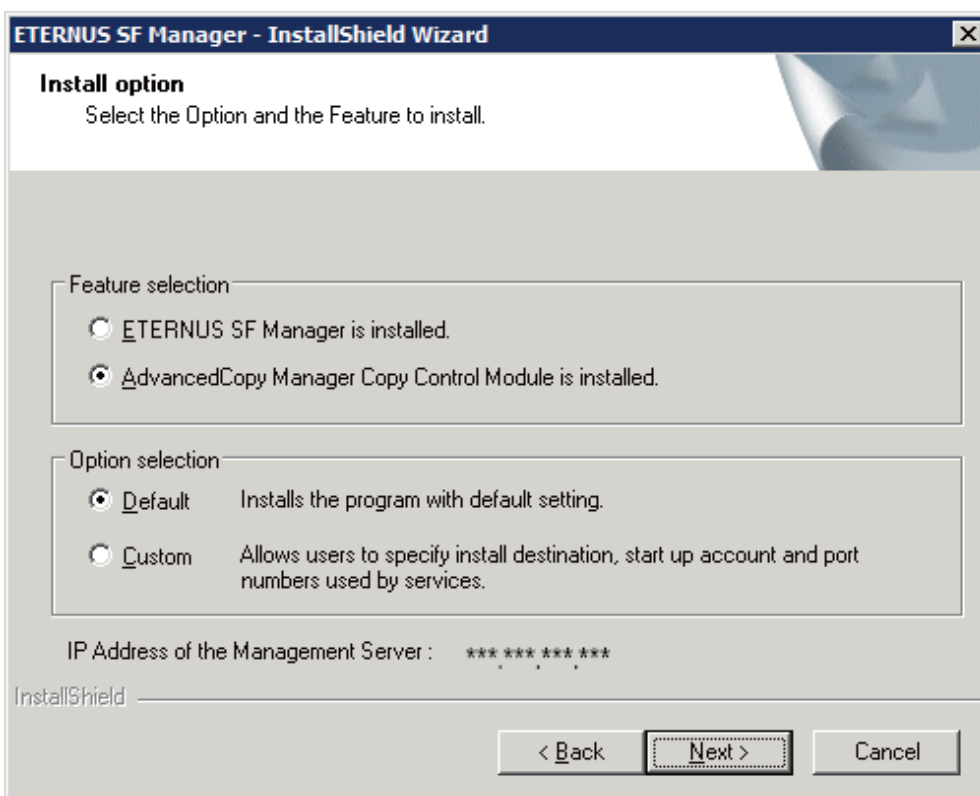 ETERNUS SF Manager - InstallShield Wizard
Install option
Select the Option and the Feature to install.
Feature selection
ETERNUS SF Manager is installed.
AdvancedCopy Manager Copy Control Module is installed.
Option selection
Default Installs the program with default setting.
Custom Allows users to specify install destination, start up account and port
numbers used by services.
IP Address of the Management Server : ***.***.***.***
InstallShield
< Back Next > Cancel